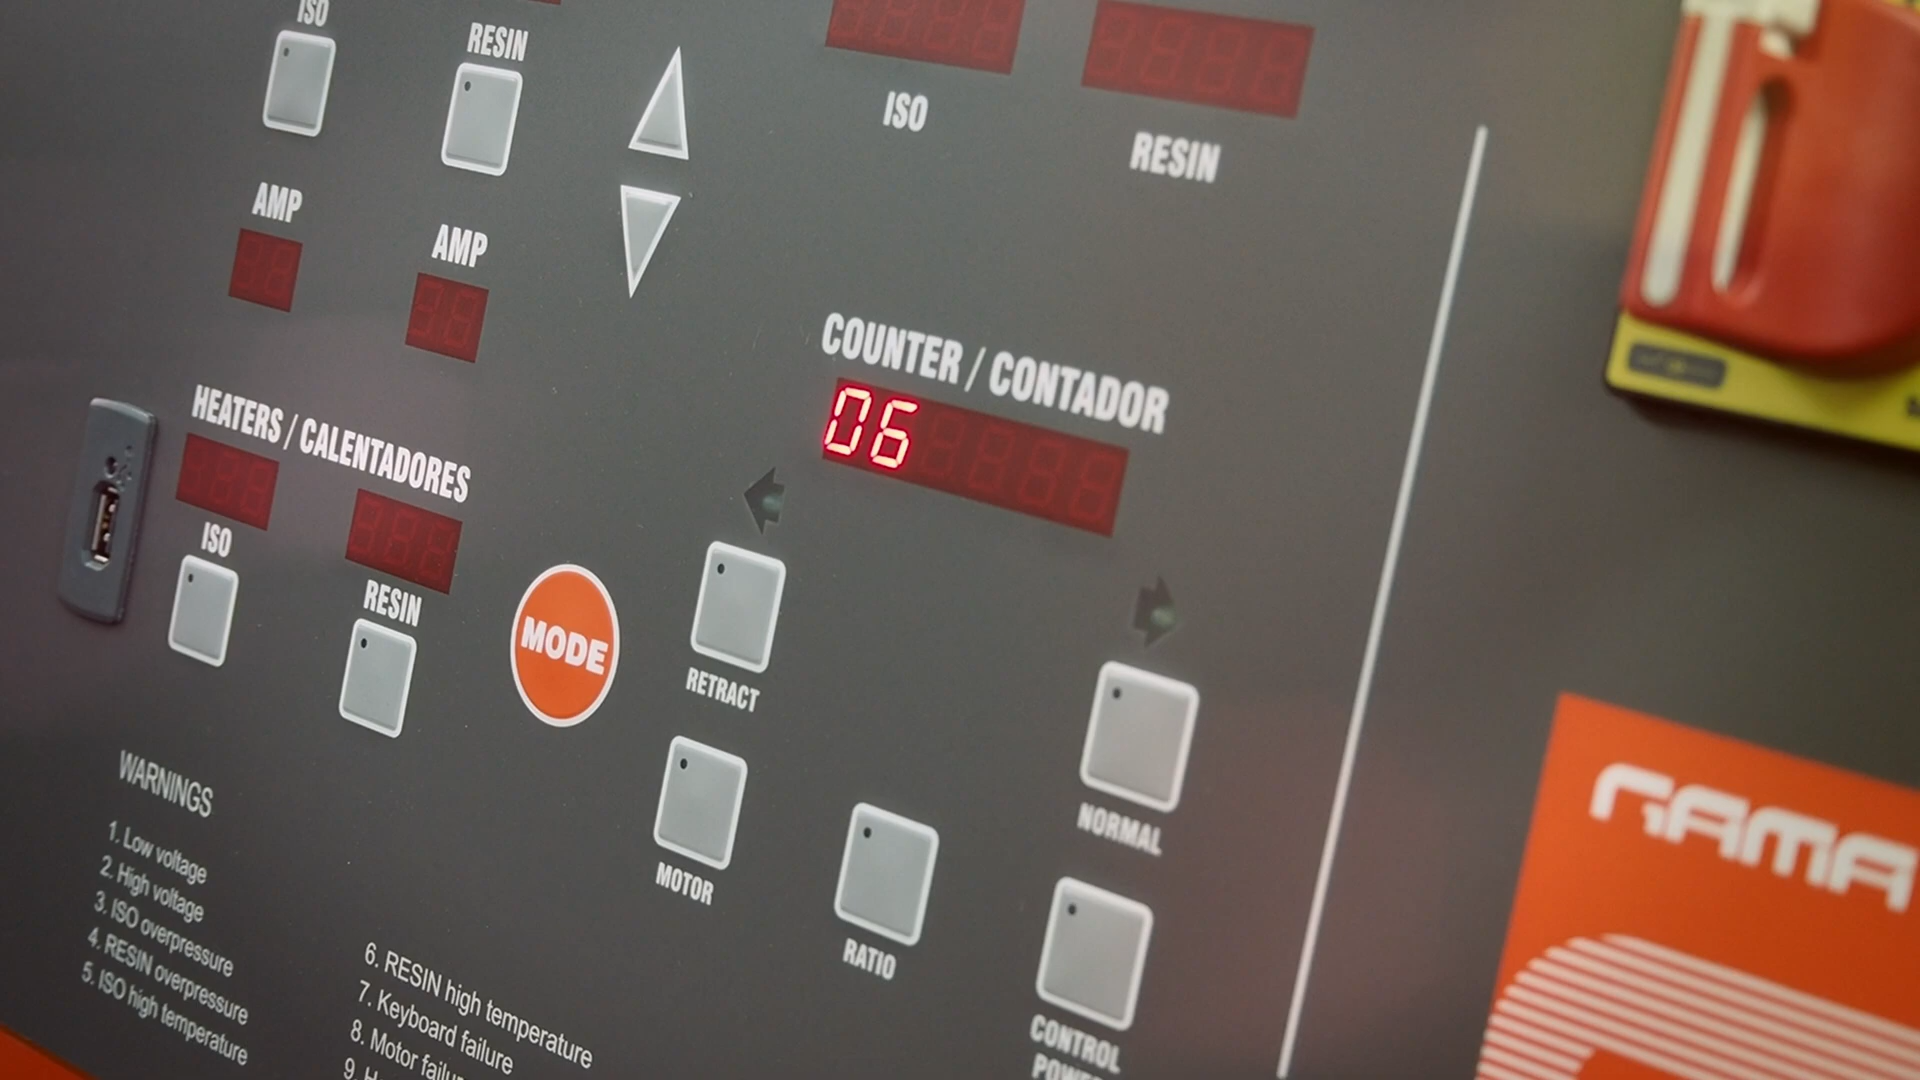 ISO
RESIN
AMP
AMP
ISO
RESIN
COUNTER / CONTADOR
06
HEATERS / CALENTADORES
ISO
RESIN
MODE
RETRACT
NORMAL
MOTOR
RATIO
CONTROL
WARNINGS
1. Low voltage
2. High voltage
3. ISO overpressure
4. RESIN overpressure
5. ISO high temperature
6. RESIN high temperature
7. Keyboard failure
8. Motor
9.
GAMA